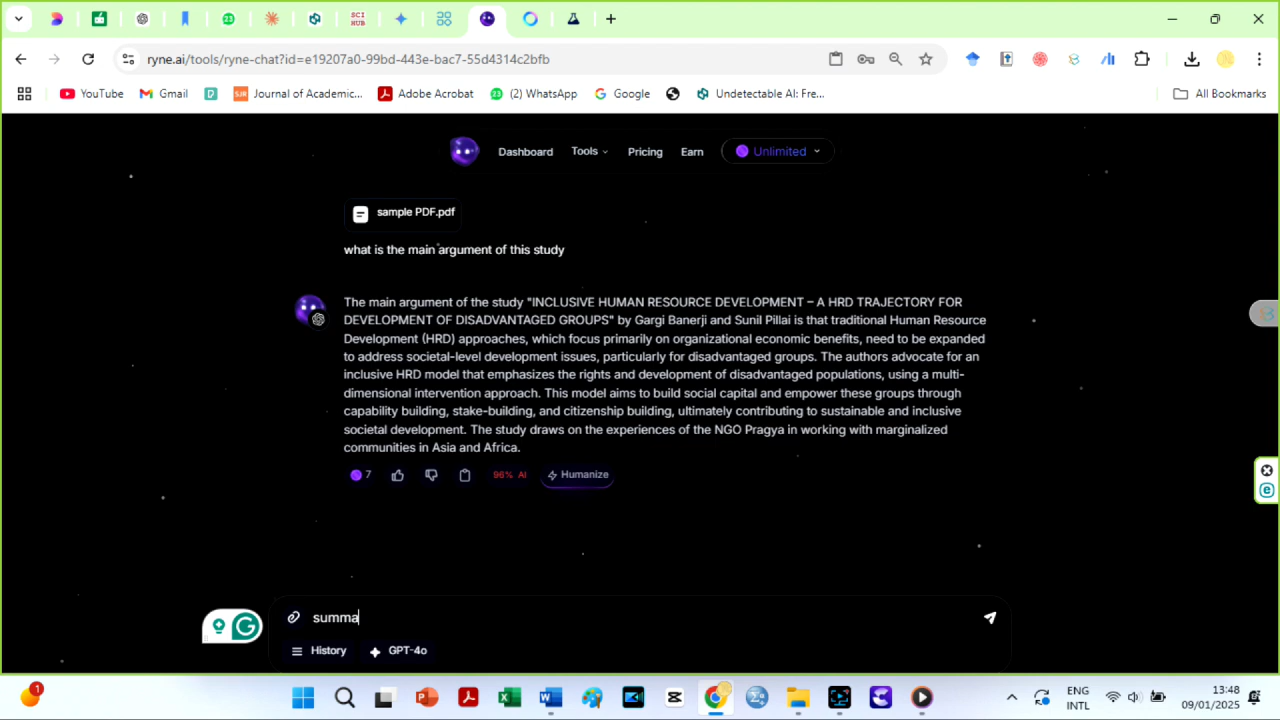 SCI
HUB
ryne.ai/tools/ryne-chat?id=e19207a0-99bd-443e-bac7-55d4314c2bfb
YouTube
Gmail
SJR
Journal of Academic...
Adobe Acrobat
(2) WhatsApp
Google
Undetectable AI: Fre...
All Bookmarks
Dashboard
Tools
Pricing
Earn
Unlimited
sample PDF.pdf
what is the main argument of this study
The main argument of the study "INCLUSIVE HUMAN RESOURCE DEVELOPMENT – A HRD TRAJECTORY FOR
DEVELOPMENT OF DISADVANTAGED GROUPS" by Gargi Banerji and Sunil Pillai is that traditional Human Resource
Development (HRD) approaches, which focus primarily on organizational economic benefits, need to be expanded
to address societal-level development issues, particularly for disadvantaged groups. The authors advocate for an
inclusive HRD model that emphasizes the rights and development of disadvantaged populations, using a multi-
dimensional intervention approach. This model aims to build social capital and empower these groups through
capability building, stake-building, and citizenship building, ultimately contributing to sustainable and inclusive
societal development. The study draws on the experiences of the NGO Pragya in working with marginalized
communities in Asia and Africa.
7
96% AI
Humanize
summa
History
GPT-4o
1
ENG
INTL
13:48
09/01/2025